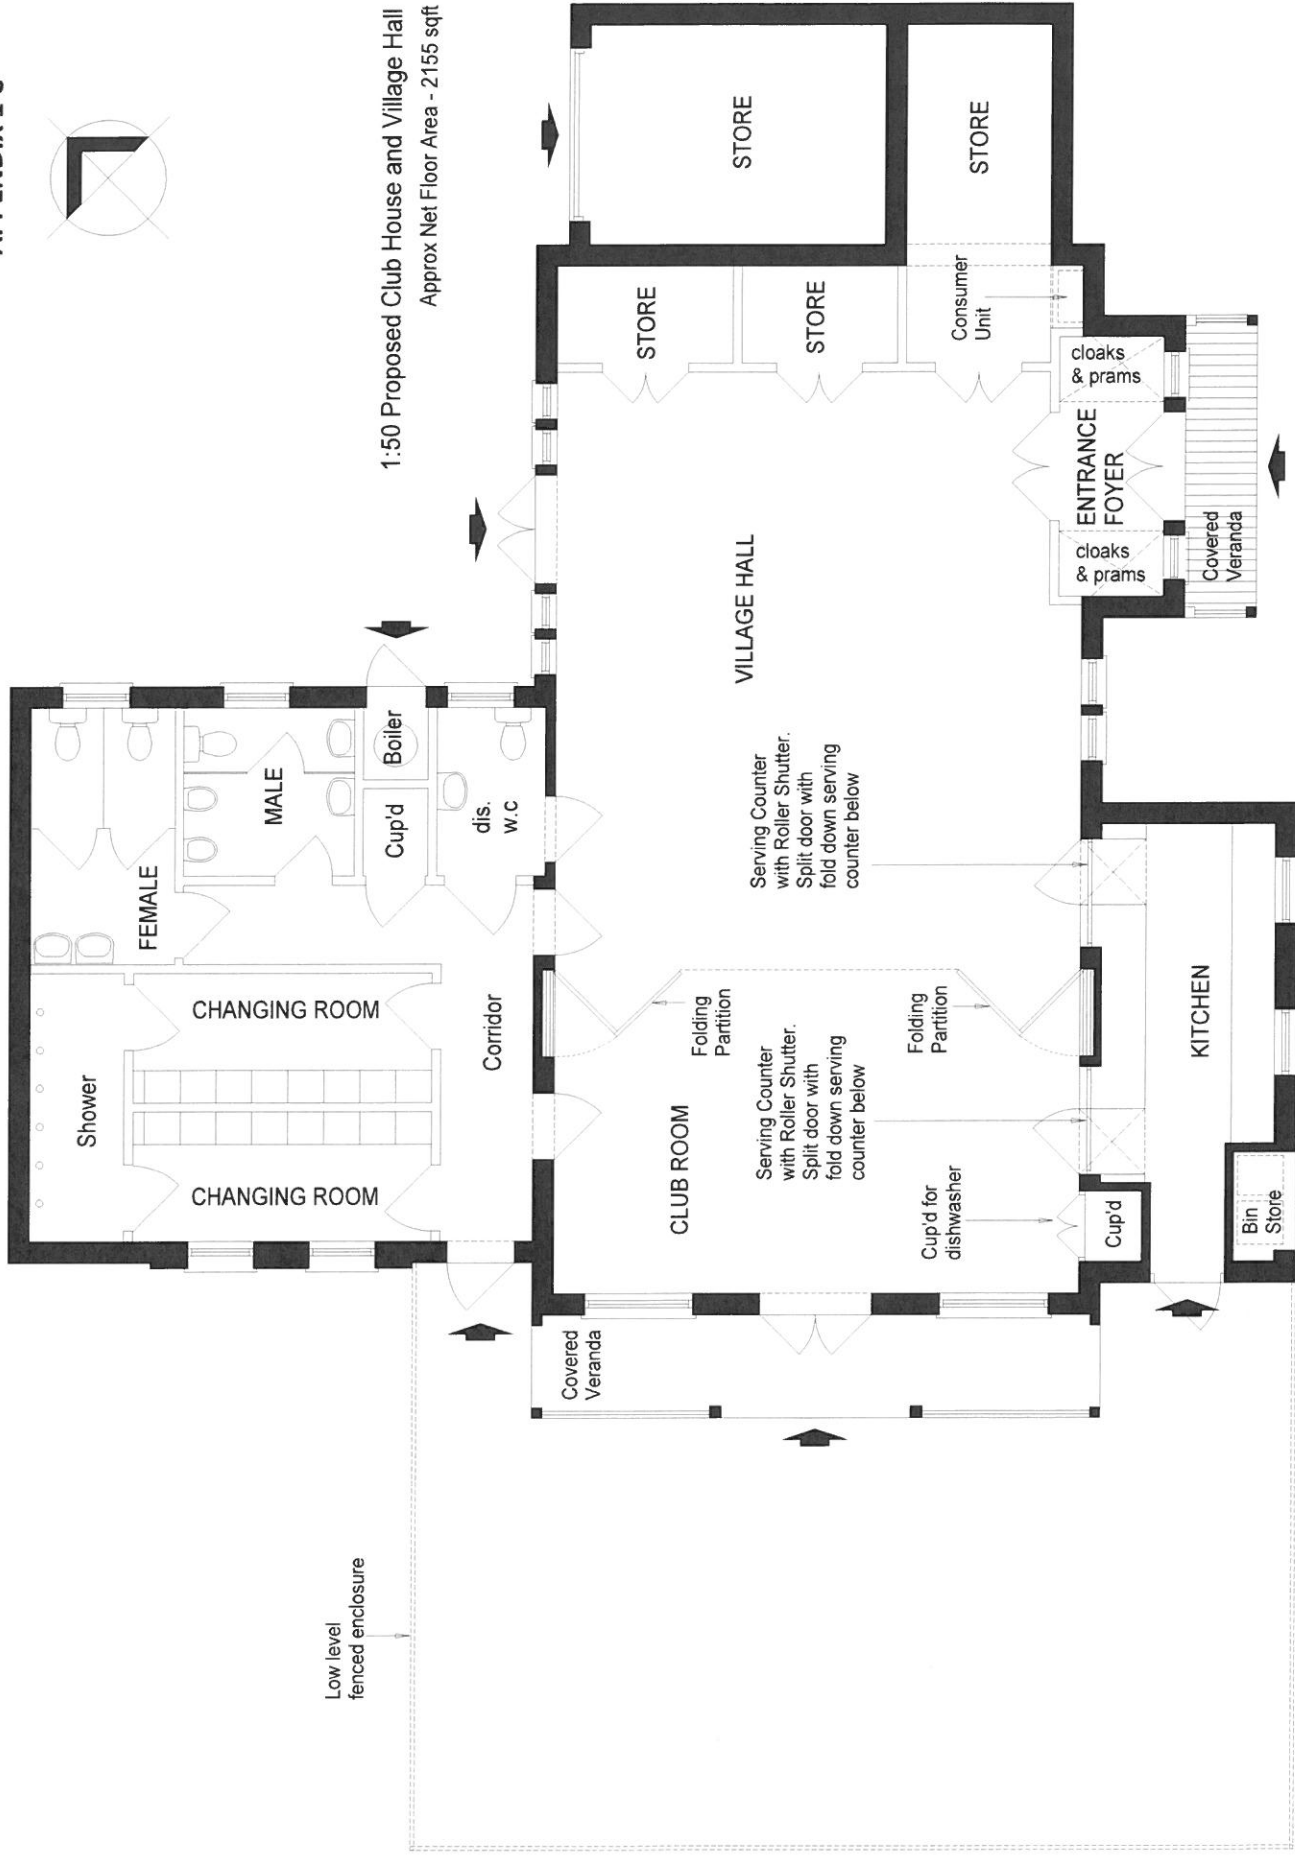 1:50 Proposed Club House and Village Hall
Approx Net Floor Area - 2155 sqft
STORE
STORE
STORE
STORE
Consumer
Unit
cloaks
& prams
ENTRANCE
FOYER
cloaks
& prams
Covered
Veranda
VILLAGE HALL
Serving Counter
with Roller Shutter.
Split door with
fold down serving
counter below
FEMALE
MALE
Boiler
Cup'd
dis.
w.c
CHANGING ROOM
CHANGING ROOM
Shower
Corridor
Folding
Partition
Folding
Partition
CLUB ROOM
Serving Counter
with Roller Shutter.
Split door with
fold down serving
counter below
Cup'd for
dishwasher
Cup'd
KITCHEN
Bin
Store
Covered
Veranda
Low level
fenced enclosure